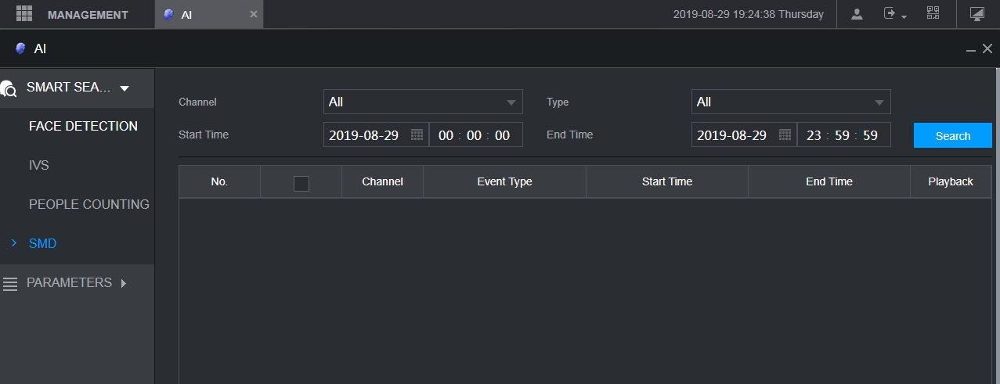 MANAGEMENT AI 2019-08-29 19:24:38 Thursday
AI
SMART SEA...
FACE DETECTION
IVS
PEOPLE COUNTING
SMD
PARAMETERS
Channel All Type All
Start Time 2019-08-29 00 : 00 : 00 End Time 2019-08-29 23 : 59 : 59 Search
No. Channel Event Type Start Time End Time Playback